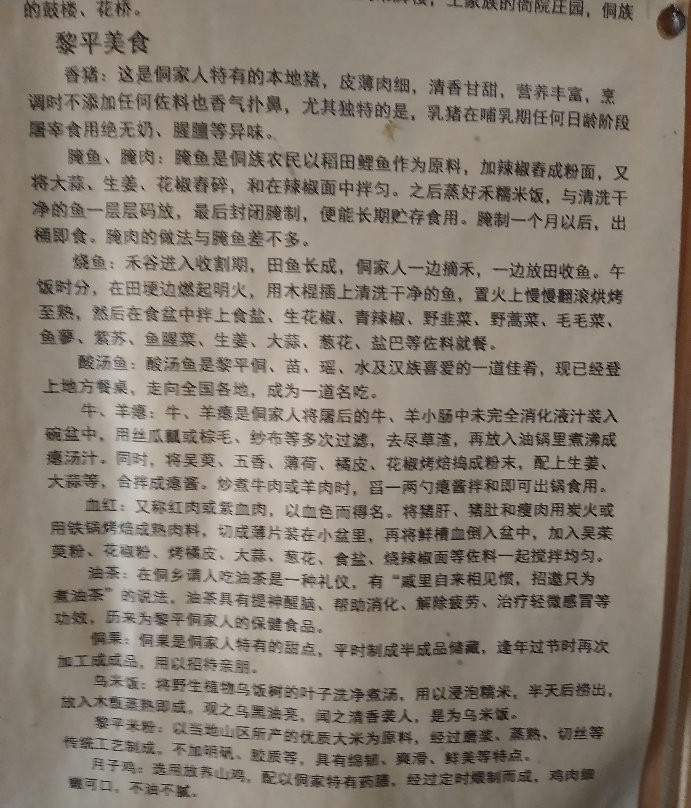 的鼓楼、花桥。
土家族的衙院庄园，侗族
黎平美食
香猪：这是侗家人特有的本地猪，皮薄肉细，清香甘甜，营养丰富，烹
调时不添加任何佐料也香气扑鼻，尤其独特的是，乳猪在哺乳期任何日龄阶段
屠宰食用绝无奶、腥膻等异味。
腌鱼、腌肉：腌鱼是侗族农民以稻田鲤鱼作为原料，加辣椒舂成粉面，又
将大蒜、生姜、花椒舂碎，和在辣椒面中拌匀。之后蒸好禾糯米饭，与清洗干
净的鱼一层层码放，最后封闭腌制，便能长期贮存食用。腌制一个月以后，出
桶即食。腌肉的做法与腌鱼差不多。
烧鱼：禾谷进入收割期，田鱼长成，侗家人一边摘禾，一边放田收鱼。午
饭时分，在田埂边燃起明火，用木棍插上清洗干净的鱼，置火上慢慢翻滚烘烤
至熟，然后在食盆中拌上食盐、生花椒、青辣椒、野韭菜、野蒿菜、毛毛菜、
鱼蓼、紫苏、鱼腥菜、生姜、大蒜、葱花、盐巴等佐料就餐。
酸汤鱼：酸汤鱼是黎平侗、苗、瑶、水及汉族喜爱的一道佳肴，现已经登
上地方餐桌，走向全国各地，成为一道名吃。
牛、羊瘪：牛、羊瘪是侗家人将屠后的牛、羊小肠中未完全消化液汁装入
碗盆中，用丝瓜瓤或棕毛、纱布等多次过滤，去尽草渣，再放入油锅里煮沸成
瘪汤汁。同时，将吴萸、五香、薄荷、橘皮、花椒烤焙捣成粉末，配上生姜、
大蒜等，合拌成瘪酱。炒煮牛肉或羊肉时，舀一两勺瘪酱拌和即可出锅食用。
血红：又称红肉或紫血肉，以血色而得名。将猪肝、猪肚和瘦肉用炭火或
用铁锅烤焙成熟肉料，切成薄片装在小盆里，再将鲜槽血倒入盆中，加入吴茱
萸粉、花椒粉、烤橘皮、大蒜、葱花、食盐、烧辣椒面等佐料一起搅拌均匀。
油茶：在侗乡请人吃油茶是一种礼仪，有“戚里自来相见惯，招邀只为
煮油茶”的说法，油茶具有提神醒脑、帮助消化、解除疲劳、治疗轻微感冒等
功效，历来为黎平侗家人的保健食品。
侗果：侗果是侗家人特有的甜点，平时制成半成品储藏，逢年过节时再次
加工成成品，用以招待亲朋。
乌米饭：将野生植物乌饭树的叶子洗净煮汤，用以浸泡糯米，半天后捞出，
放入木甑蒸熟即成，观之乌黑油亮，闻之清香袭人，是为乌米饭。
黎平米粉：以当地山区所产的优质大米为原料，经过磨浆、蒸熟、切丝等
传统工艺制成，不加明矾、胶质等，具有绵韧、爽滑、鲜美等特点。
月子鸡：选用放养山鸡，配以侗家特有药膳，经过定时煨制而成，鸡肉细
嫩可口，不油不腻。